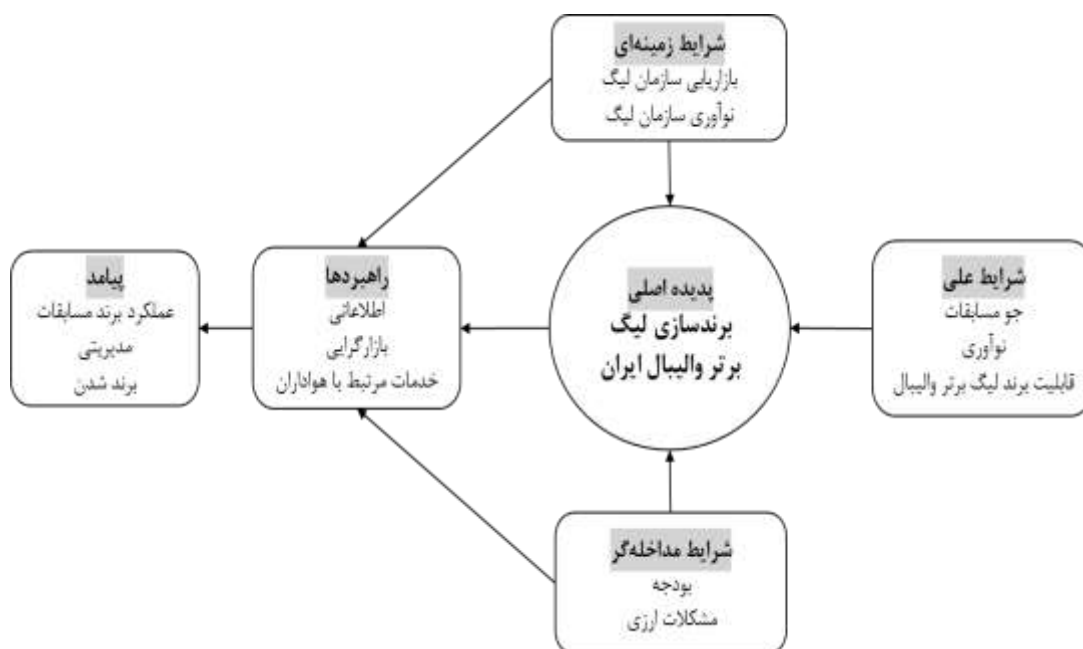 شرایط زمینه‌ای
بازاریابی سازمان لیگ
نوآوری سازمان لیگ
شرایط علی
جو مسابقات
نوآوری
قابلیت برند لیگ برتر والیبال
پدیده اصلی
برندسازی لیگ
برتر والیبال ایران
راهبردها
اطلاعاتی
بازارگرایی
خدمات مرتبط با هواداران
پیامد
عملکرد برند مسابقات
مدیریتی
برند شدن
شرایط مداخله‌گر
بودجه
مشکلات ارزی